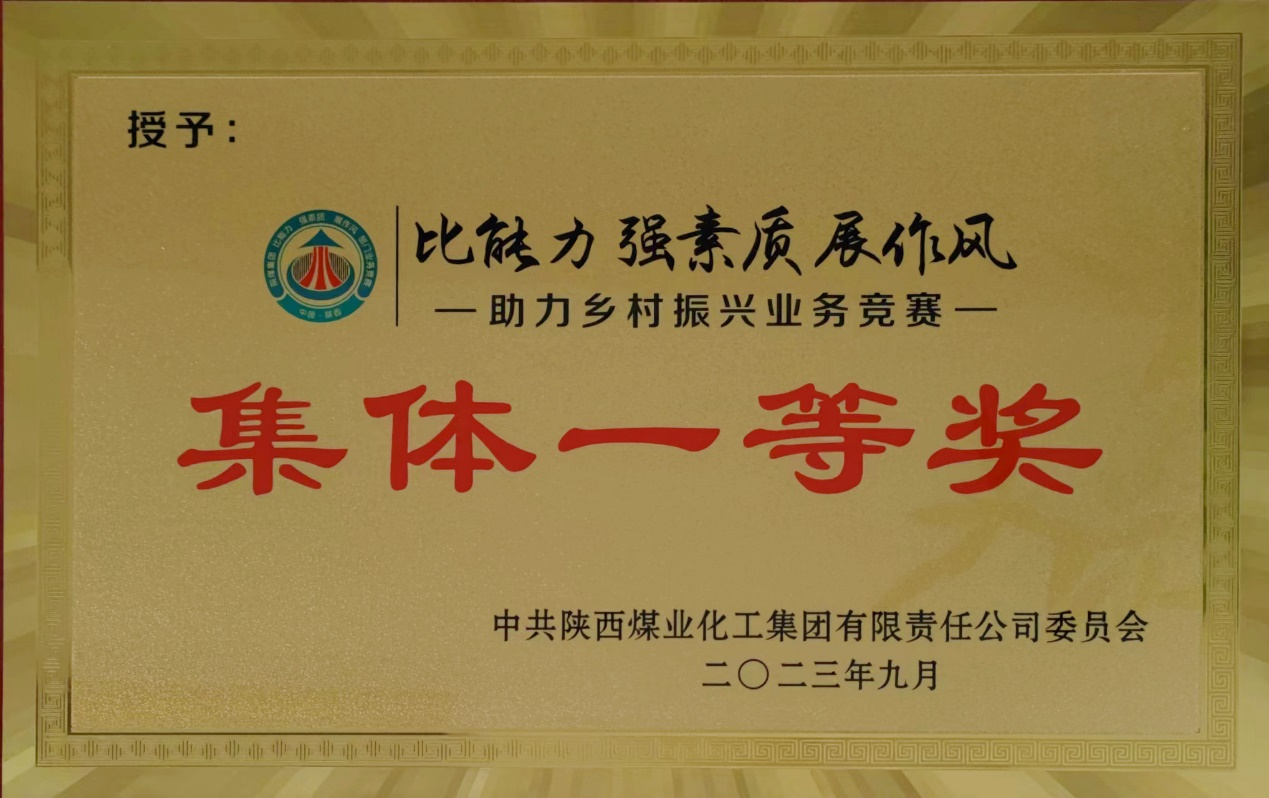 授予：
比能力 强素质 展作风
—助力乡村振兴业务竞赛—
集体一等奖
中共陕西煤业化工集团有限责任公司委员会
二〇二三年九月